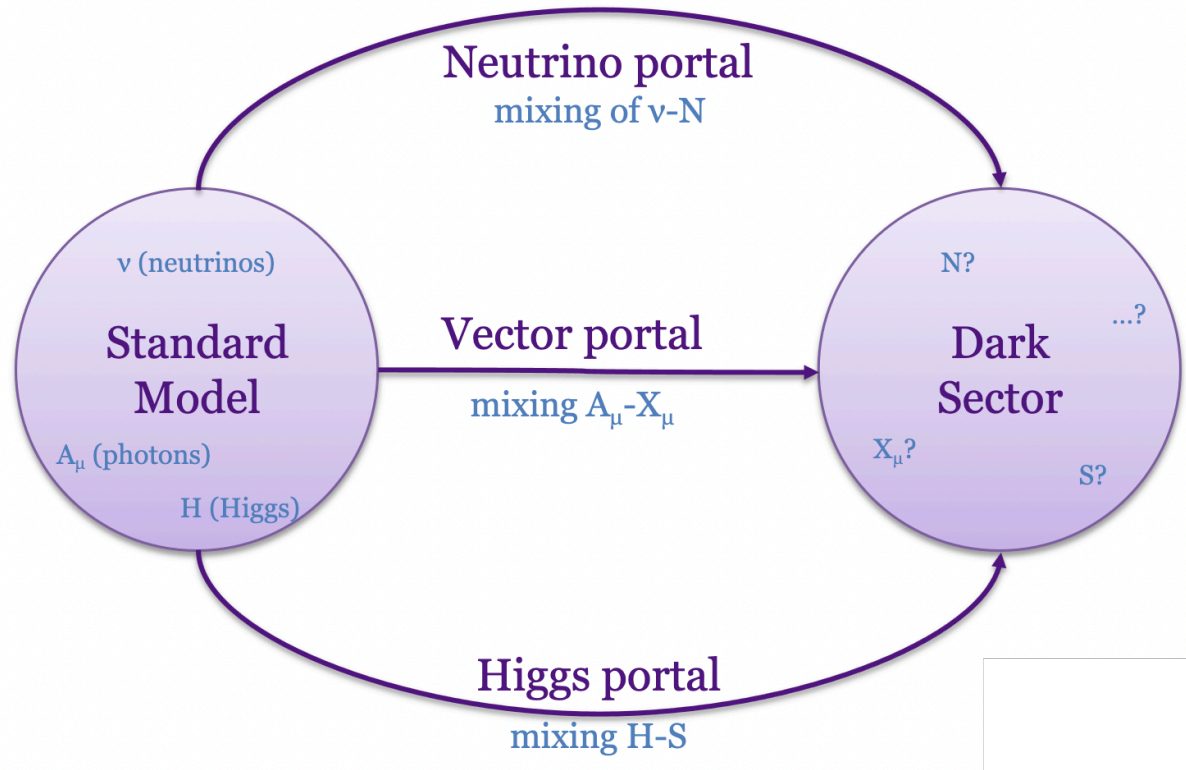 Neutrino portal
mixing of ν-N
ν (neutrinos)
Standard
Model
Aμ (photons)
H (Higgs)
Vector portal
mixing Aμ-Xμ
N?
...?
Dark
Sector
Xμ?
S?
Higgs portal
mixing H-S